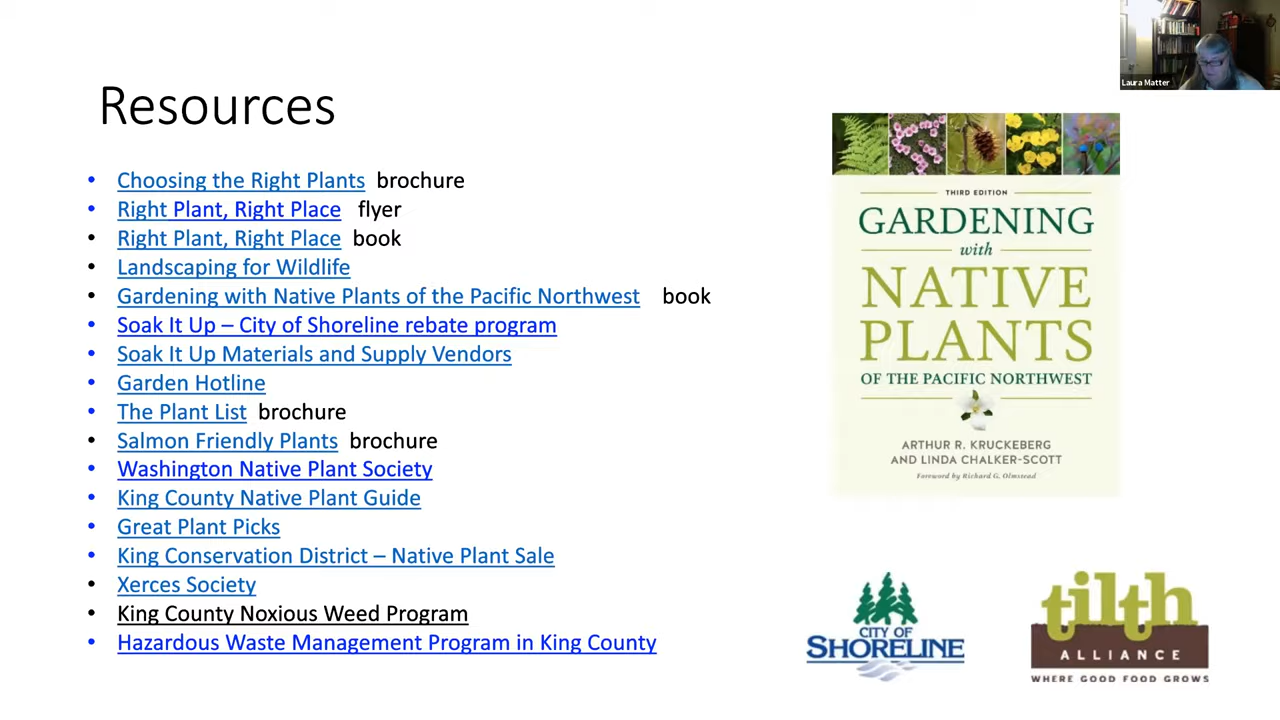 Laura Matter
Resources
Choosing the Right Plants brochure
Right Plant, Right Place flyer
Right Plant, Right Place book
Landscaping for Wildlife
Gardening with Native Plants of the Pacific Northwest book
Soak It Up – City of Shoreline rebate program
Soak It Up Materials and Supply Vendors
Garden Hotline
The Plant List brochure
Salmon Friendly Plants brochure
Washington Native Plant Society
King County Native Plant Guide
Great Plant Picks
King Conservation District – Native Plant Sale
Xerces Society
King County Noxious Weed Program
Hazardous Waste Management Program in King County
THIRD EDITION
GARDENING
with
NATIVE
PLANTS
OF THE PACIFIC NORTHWEST
ARTHUR R. KRUCKEBERG
AND LINDA CHALKER-SCOTT
Foreword by Richard G. Olmstead
CITY OF
SHORELINE
tilth
ALLIANCE
WHERE GOOD FOOD GROWS